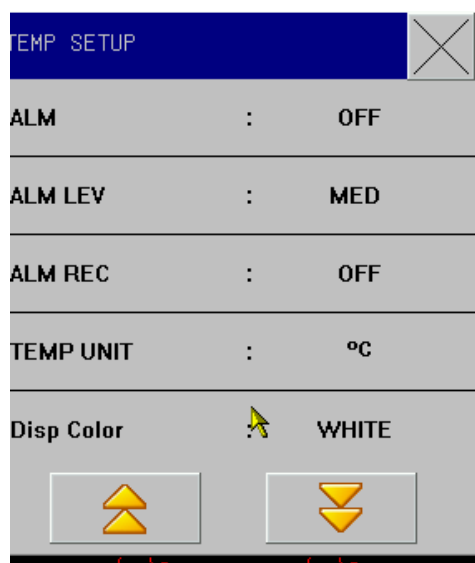 TEMP SETUP
ALM : OFF
ALM LEV : MED
ALM REC : OFF
TEMP UNIT : ºC
Disp Color : WHITE